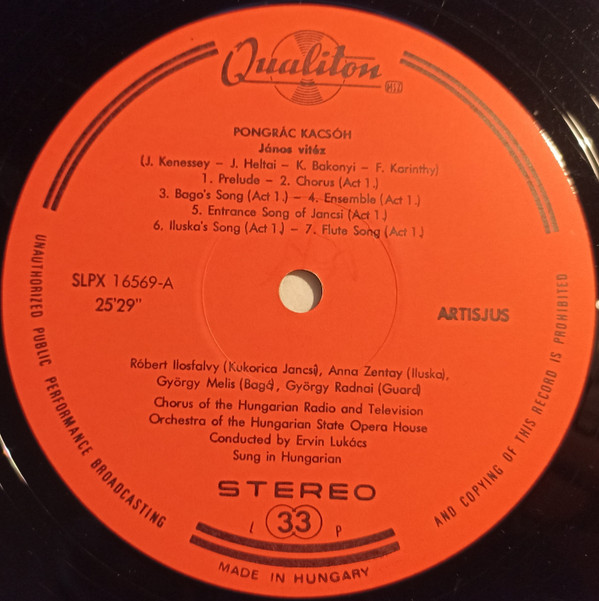 Qualiton
MSZ
PONGRÁC KACSÓH
János vitéz
(J. Kenessey – J. Heltai – K. Bakonyi – F. Karinthy)
1. Prelude – 2. Chorus (Act 1.)
3. Bago's Song (Act 1.) – 4. Ensemble (Act 1.)
5. Entrance Song of Jancsi (Act 1.)
6. Iluska's Song (Act 1.) – 7. Flute Song (Act 1.)
SLPX 16569-A
25'29"
ARTISJUS
Róbert Ilosfalvy (Kukorica Jancsi), Anna Zentay (Iluska),
György Melis (Bagó), György Radnai (Guard)
Chorus of the Hungarian Radio and Television
Orchestra of the Hungarian State Opera House
Conducted by Ervin Lukács
Sung in Hungarian
STEREO
L 33 P
MADE IN HUNGARY
UNAUTHORIZED PUBLIC PERFORMANCE BROADCASTING
AND COPYING OF THIS RECORD IS PROHIBITED